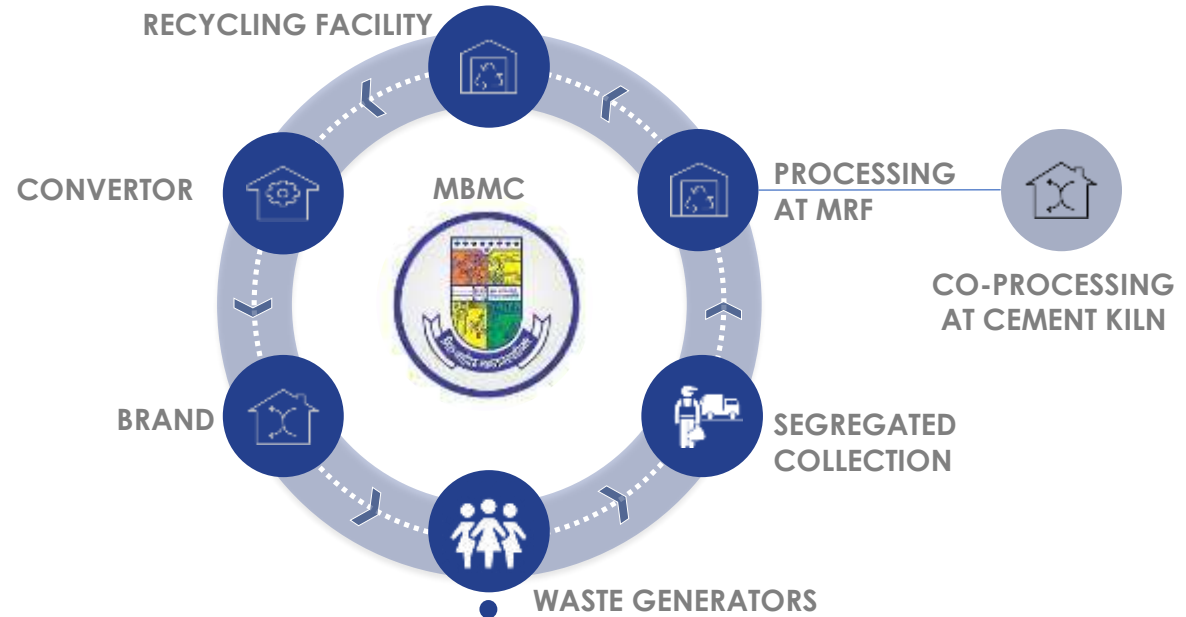 RECYCLING FACILITY
CONVERTOR
MBMC
PROCESSING
AT MRF
CO-PROCESSING
AT CEMENT KILN
BRAND
SEGREGATED
COLLECTION
WASTE GENERATORS